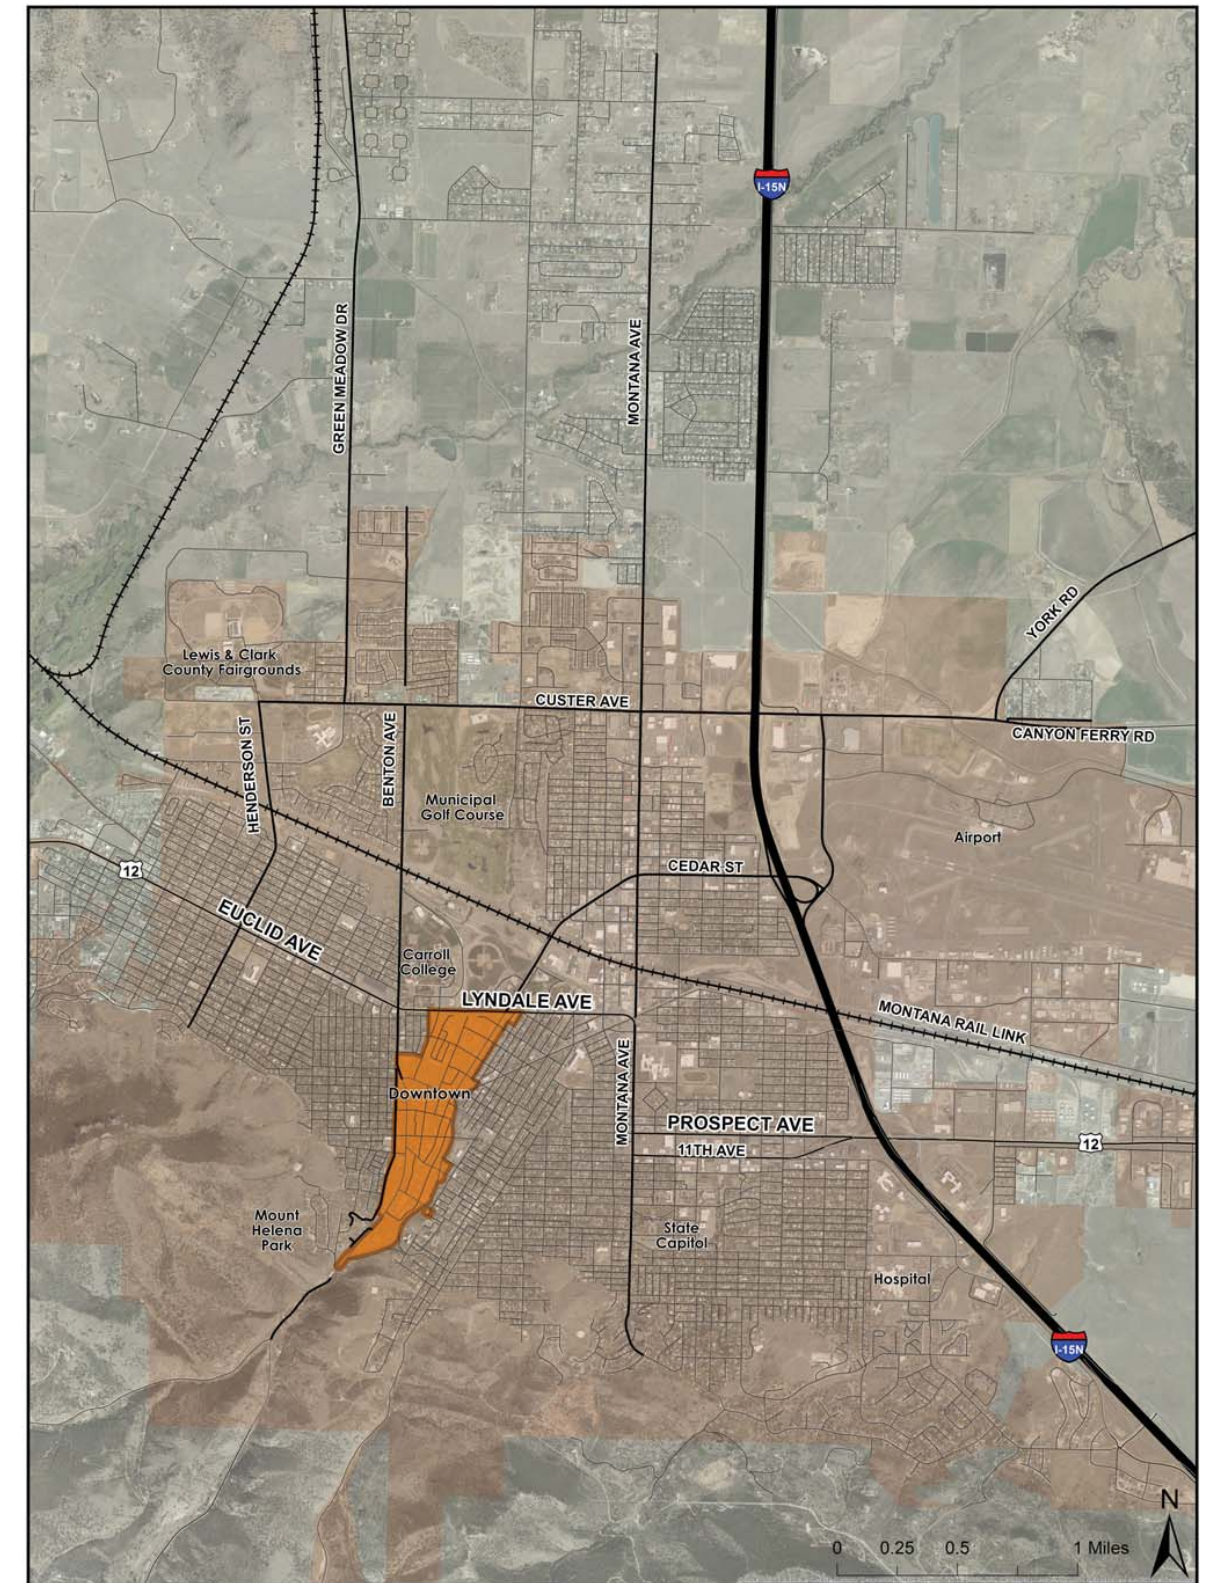 I-15N
GREEN MEADOW DR
MONTANA AVE
YORK RD
Lewis & Clark
County Fairgrounds
CUSTER AVE
CANYON FERRY RD
HENDERSON ST
BENTON AVE
Municipal
Golf Course
Airport
CEDAR ST
12
EUCLID AVE
Carroll
College
LYNDALE AVE
MONTANA RAIL LINK
MONTANA AVE
Downtown
PROSPECT AVE
11TH AVE
12
Mount
Helena
Park
State
Capitol
Hospital
I-15N
N
0 0.25 0.5 1 Miles